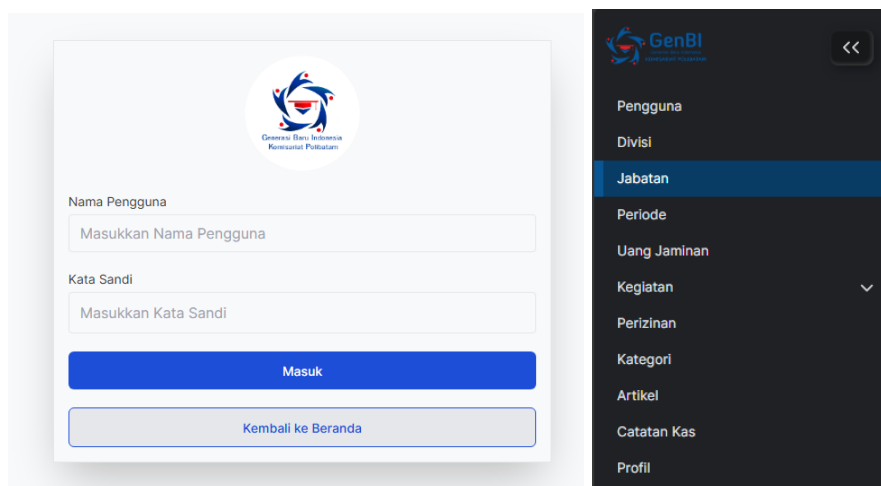 Generasi Baru Indonesia
Komisariat Polibatam
Nama Pengguna
Masukkan Nama Pengguna
Kata Sandi
Masukkan Kata Sandi
Masuk
Kembali ke Beranda
GenBI
Pengguna
Divisi
Jabatan
Periode
Uang Jaminan
Kegiatan
Perizinan
Kategori
Artikel
Catatan Kas
Profil